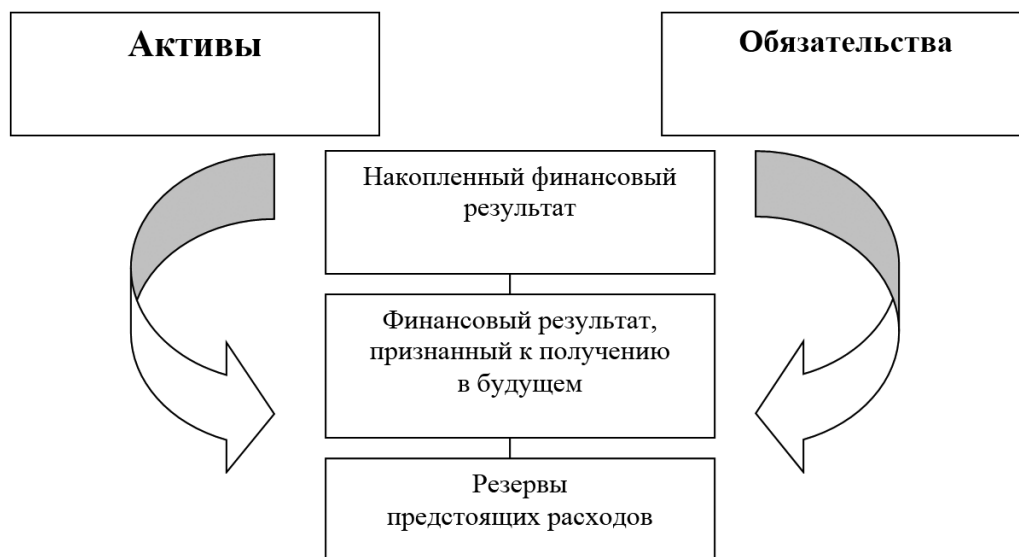 Активы
Обязательства
Накопленный финансовый
результат
Финансовый результат,
признанный к получению
в будущем
Резервы
предстоящих расходов